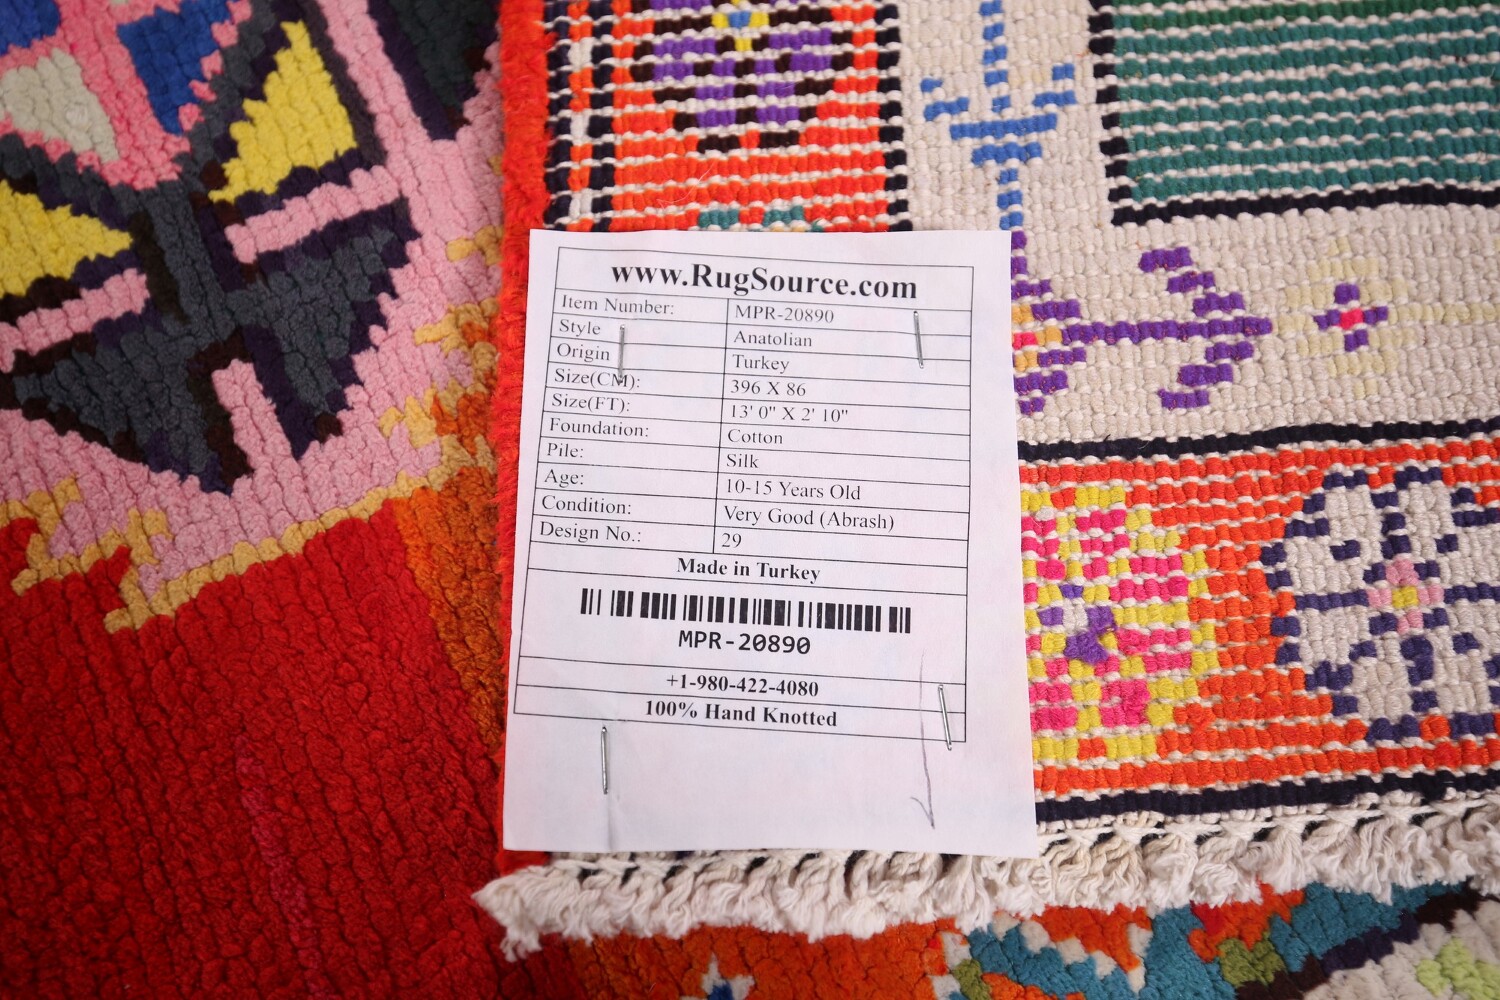 www.RugSource.com
Item Number: MPR-20890
Style Anatolian
Origin Turkey
Size(CM): 396 X 86
Size(FT): 13' 0" X 2' 10"
Foundation: Cotton
Pile: Silk
Age: 10-15 Years Old
Condition: Very Good (Abrash)
Design No.: 29
Made in Turkey
MPR-20890
+1-980-422-4080
100% Hand Knotted